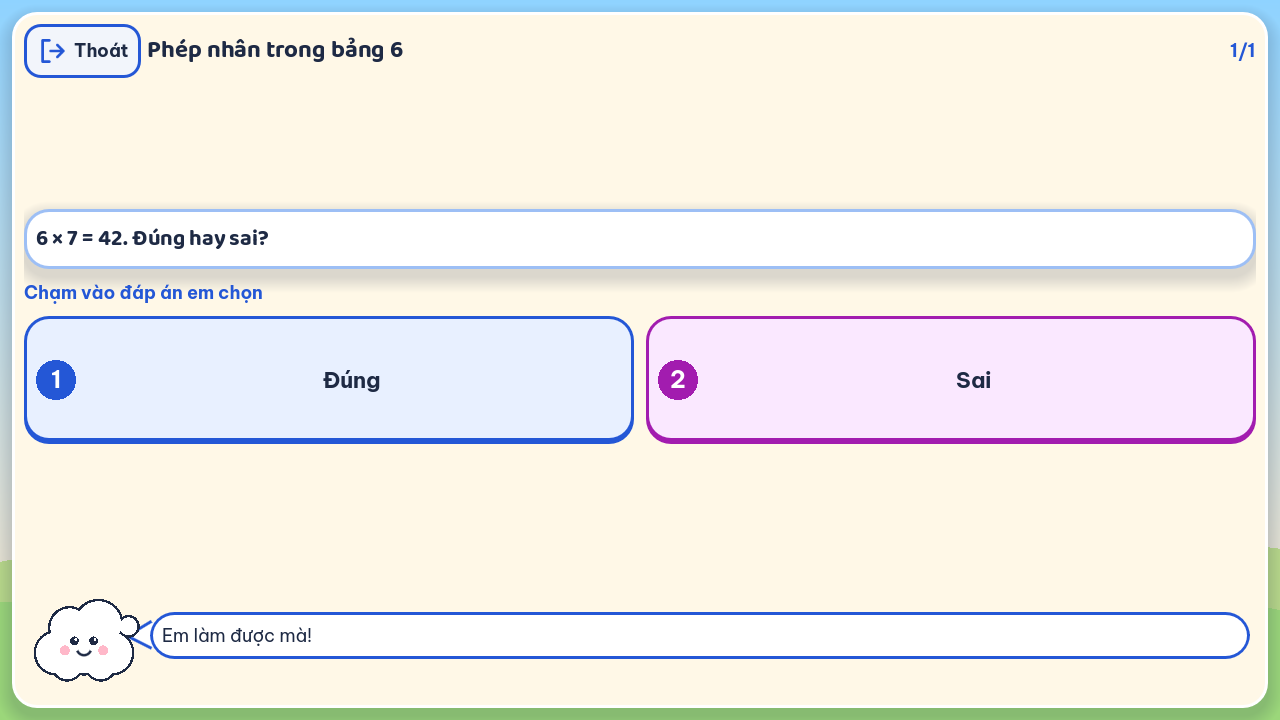 Thoát
Phép nhân trong bảng 6
1/1
6 × 7 = 42. Đúng hay sai?
Chạm vào đáp án em chọn
1
Đúng
2
Sai
Em làm được mà!